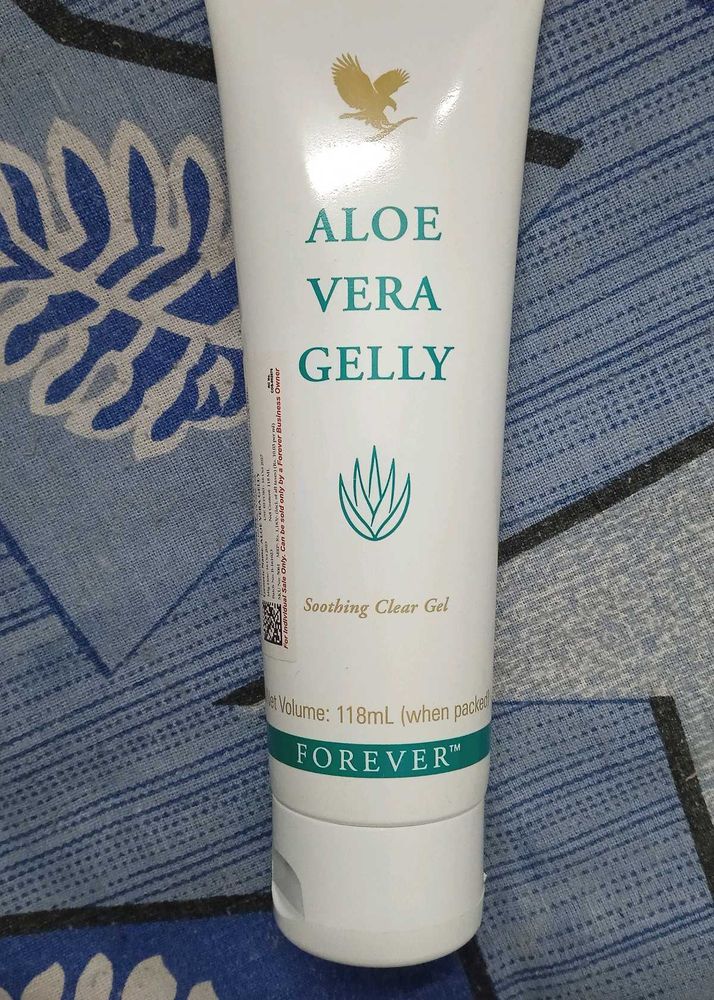 ALOE
VERA
GELLY
Soothing Clear Gel
et Volume: 118mL (when packed)
FOREVER™
For Individual Sale Only. Can be sold only by a Forever Business Owner